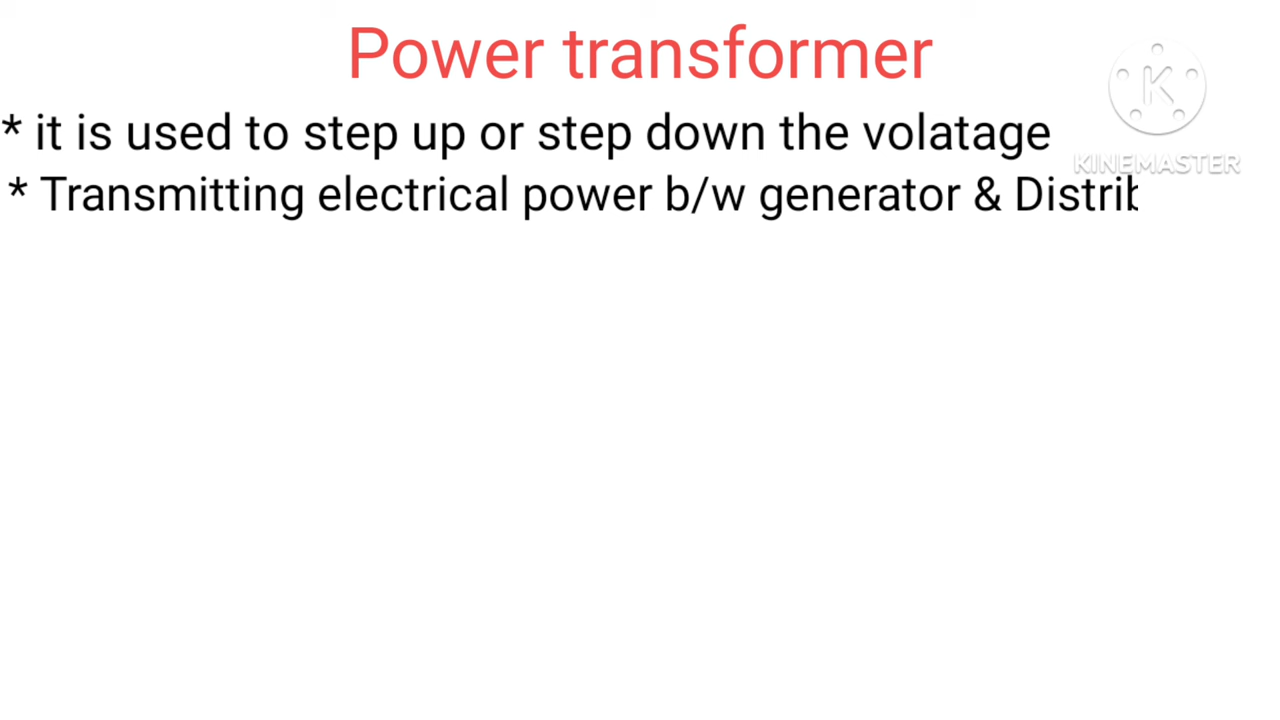 Power transformer
* it is used to step up or step down the volatage
KINEMASTER
* Transmitting electrical power b/w generator & Distrib